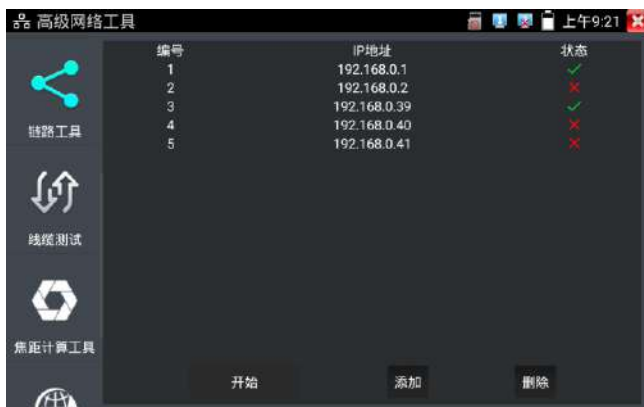 高级网络工具
上午9:21
编号 IP地址 状态
1 192.168.0.1
2 192.168.0.2
3 192.168.0.39
4 192.168.0.40
5 192.168.0.41
链路工具
线缆测试
焦距计算工具
开始 添加 删除